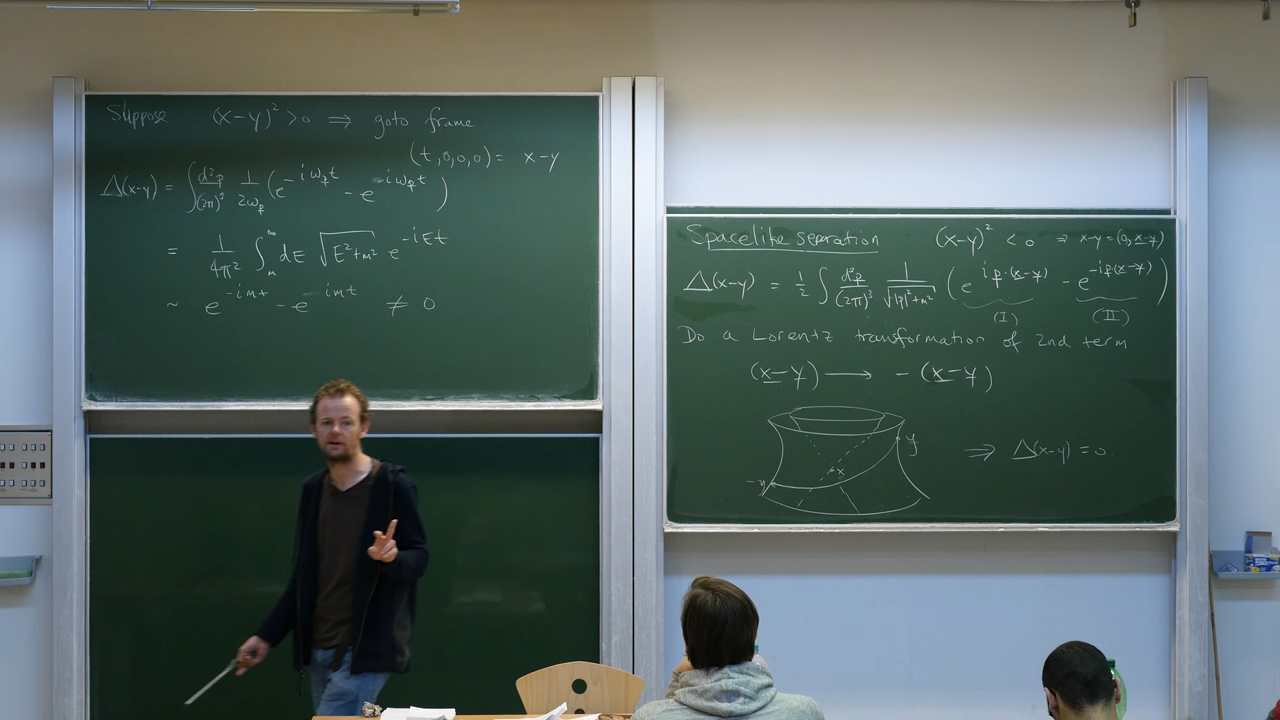 Suppose (x-y)² >0 ⇒ goto frame
(t,0,0,0) = x-y
Δ(x-y) = ∫ d³p/(2π)³ 1/2ω_p (e^{-iω_p t} - e^{-iω_p t})
= 1/4π² ∫_m^∞ dE √(E²+m²) e^{-iEt}
~ e^{-imt} - e^{imt} ≠ 0
Spacelike seperation (x-y)² < 0 ⇒ x-y=(0,x-y)
Δ(x-y) = 1/2 ∫ d³p/(2π)³ 1/√(|p|²+m²) (e^{ip·(x-y)} - e^{-ip(x-y)})
(I) (II)
Do a Lorentz transformation of 2nd term
(x-y) ⟶ -(x-y)
y
x
⇒ Δ(x-y)=0
-y